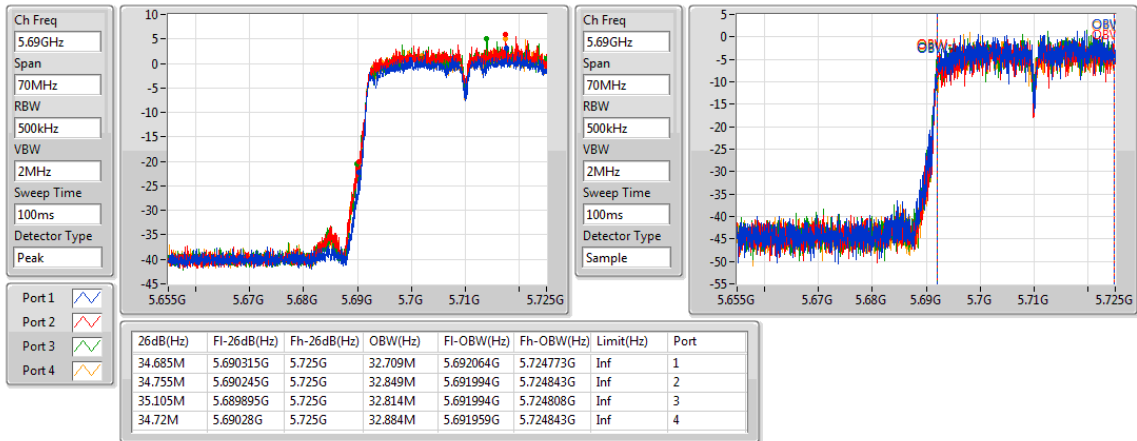 Ch Freq
5.69GHz
Span
70MHz
RBW
500kHz
VBW
2MHz
Sweep Time
100ms
Detector Type
Peak
10
5
0
-5
-10
-15
-20
-25
-30
-35
-40
-45
5.655G 5.67G 5.68G 5.69G 5.7G 5.71G 5.725G
Ch Freq
5.69GHz
Span
70MHz
RBW
500kHz
VBW
2MHz
Sweep Time
100ms
Detector Type
Sample
5
0
-5
-10
-15
-20
-25
-30
-35
-40
-45
-50
-55
OBW
OBW
5.655G 5.67G 5.68G 5.69G 5.7G 5.71G 5.725G
Port 1
Port 2
Port 3
Port 4
26dB(Hz) Fl-26dB(Hz) Fh-26dB(Hz) OBW(Hz) Fl-OBW(Hz) Fh-OBW(Hz) Limit(Hz) Port
34.685M 5.690315G 5.725G 32.709M 5.692064G 5.724773G Inf 1
34.755M 5.690245G 5.725G 32.849M 5.691994G 5.724843G Inf 2
35.105M 5.689895G 5.725G 32.814M 5.691994G 5.724808G Inf 3
34.72M 5.69028G 5.725G 32.884M 5.691959G 5.724843G Inf 4